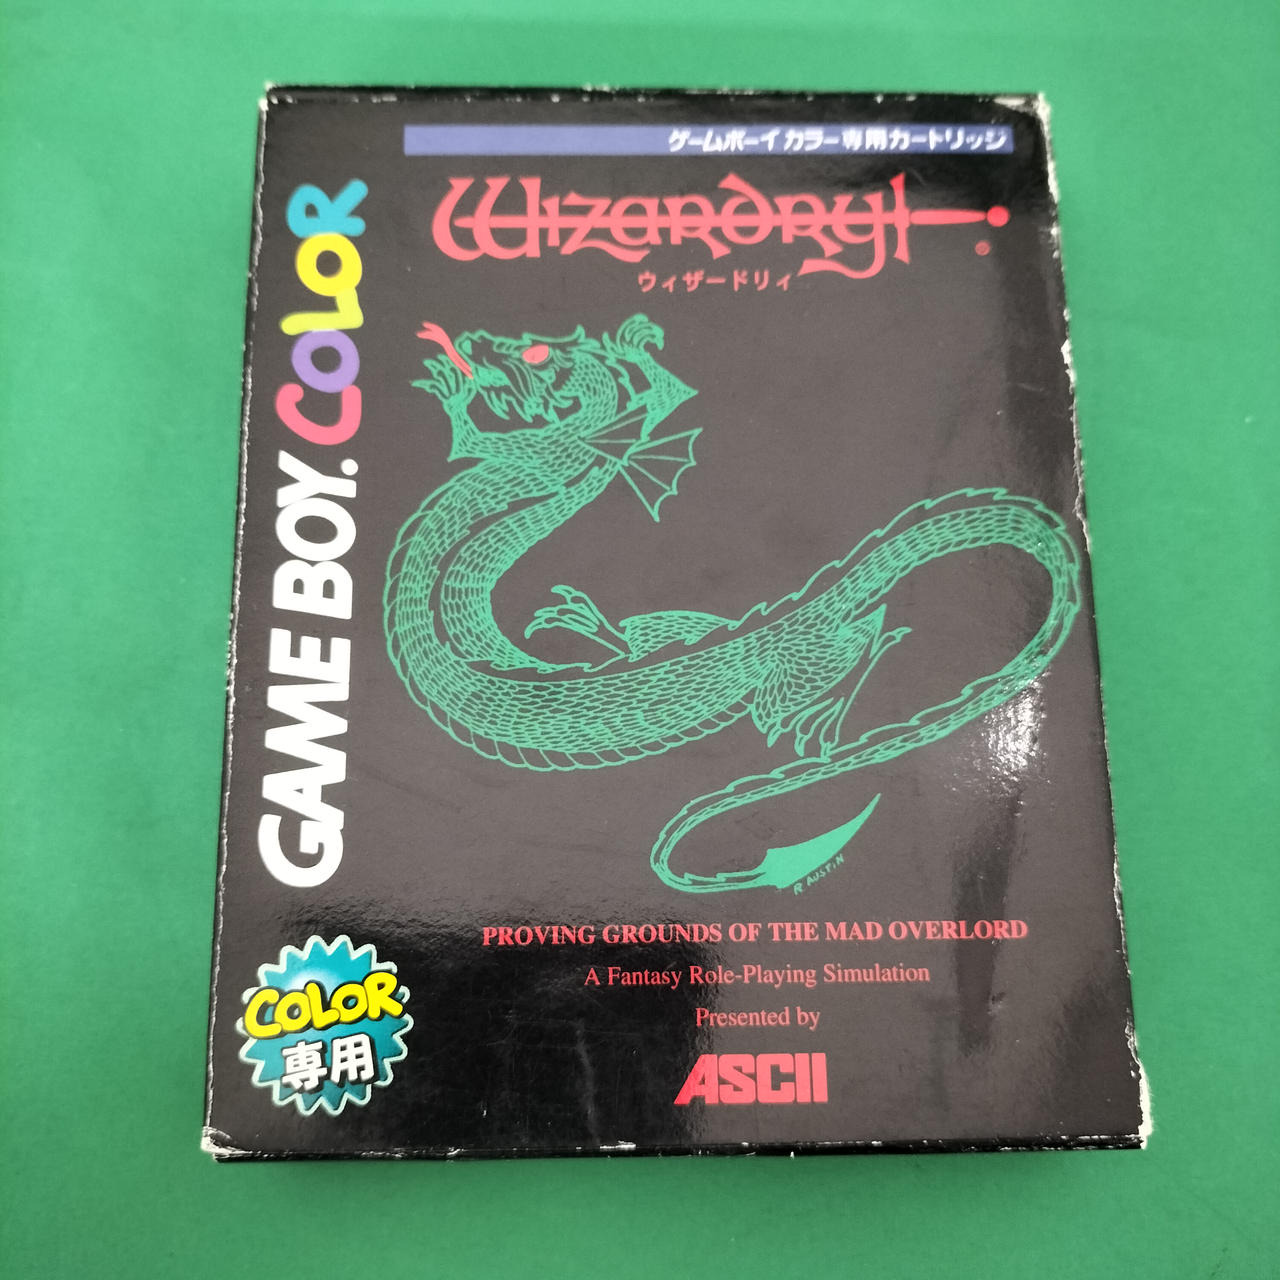 ゲームボーイカラー専用カートリッジ
Wizardry
®
ウィザードリィ
GAME BOY. COLOR
R AUSTIN
PROVING GROUNDS OF THE MAD OVERLORD
A Fantasy Role-Playing Simulation
Presented by
ASCII
COLOR
専用